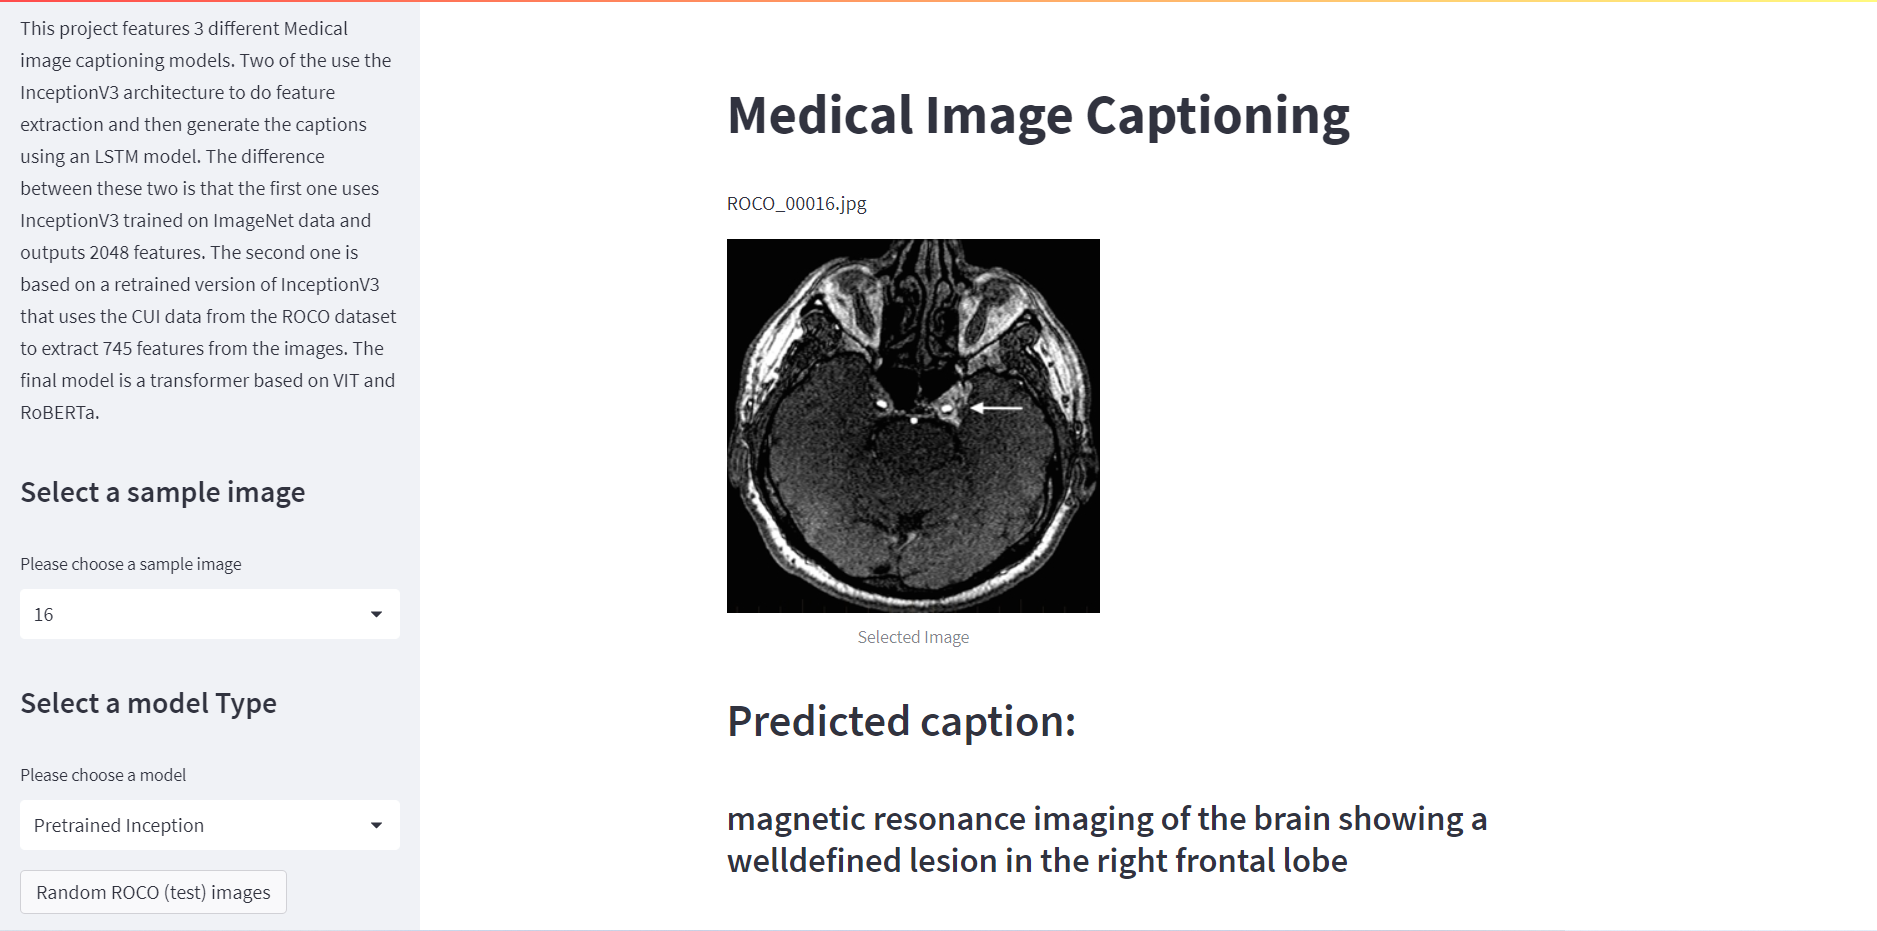 This project features 3 different Medical
image captioning models. Two of the use the
InceptionV3 architecture to do feature
extraction and then generate the captions
using an LSTM model. The difference
between these two is that the first one uses
InceptionV3 trained on ImageNet data and
outputs 2048 features. The second one is
based on a retrained version of InceptionV3
that uses the CUI data from the ROCO dataset
to extract 745 features from the images. The
final model is a transformer based on VIT and
RoBERTa.
Select a sample image
Please choose a sample image
16
Select a model Type
Please choose a model
Pretrained Inception
Random ROCO (test) images
Medical Image Captioning
ROCO_00016.jpg
Selected Image
Predicted caption:
magnetic resonance imaging of the brain showing a
welldefined lesion in the right frontal lobe